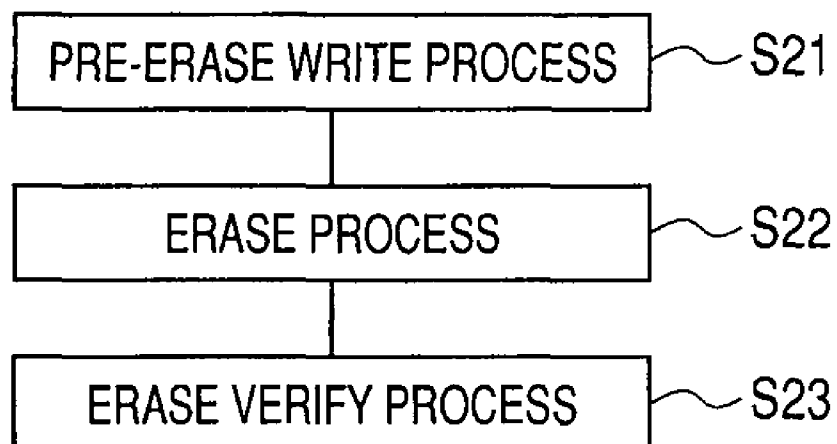 PRE-ERASE WRITE PROCESS S21
ERASE PROCESS S22
ERASE VERIFY PROCESS S23